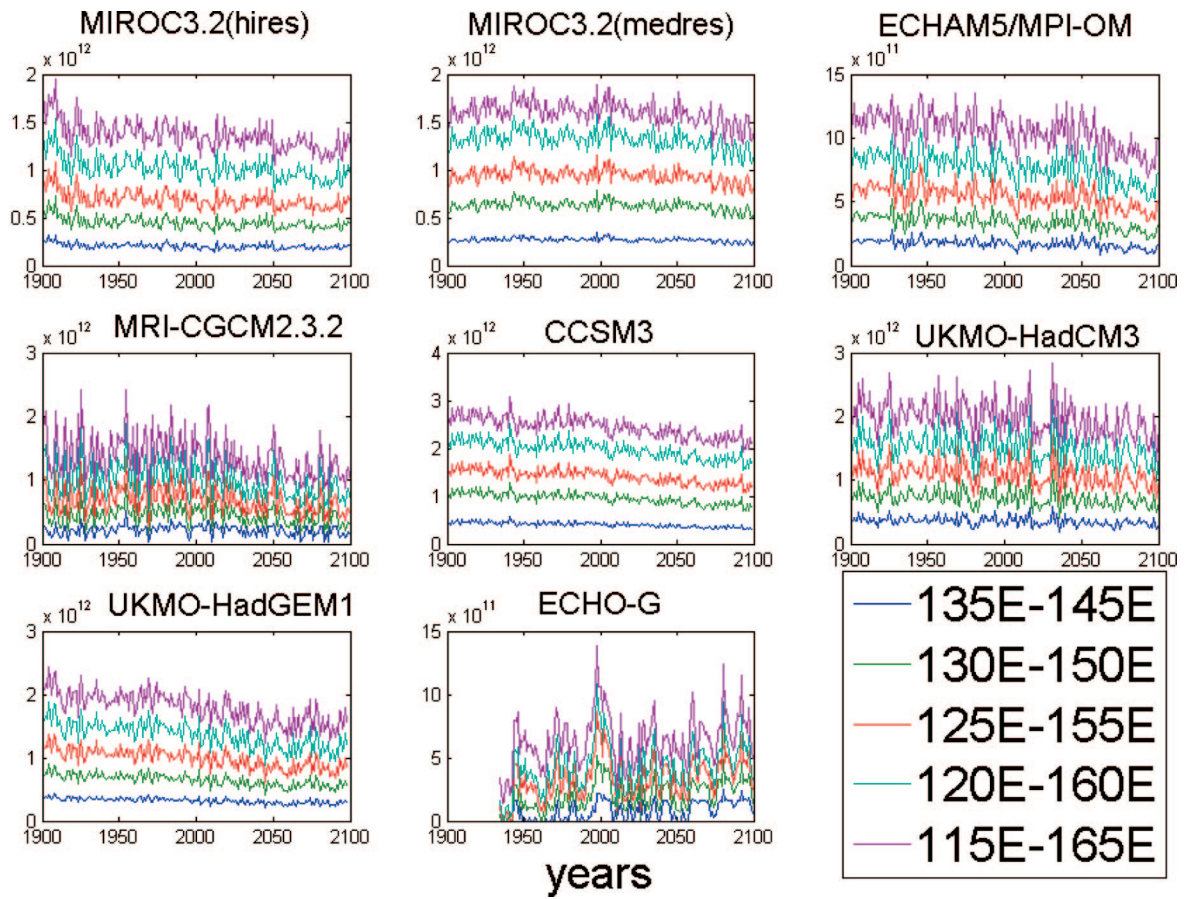 MIROC3.2(hires)
x 10^12
2
1.5
1
0.5
0
1900 1950 2000 2050 2100
MIROC3.2(medres)
x 10^12
2
1.5
1
0.5
0
1900 1950 2000 2050 2100
ECHAM5/MPI-OM
x 10^11
15
10
5
0
1900 1950 2000 2050 2100
MRI-CGCM2.3.2
x 10^12
3
2
1
0
1900 1950 2000 2050 2100
CCSM3
x 10^12
4
3
2
1
0
1900 1950 2000 2050 2100
UKMO-HadCM3
x 10^12
3
2
1
0
1900 1950 2000 2050 2100
UKMO-HadGEM1
x 10^12
3
2
1
0
1900 1950 2000 2050 2100
ECHO-G
x 10^11
15
10
5
0
1900 1950 2000 2050 2100
years
135E-145E
130E-150E
125E-155E
120E-160E
115E-165E